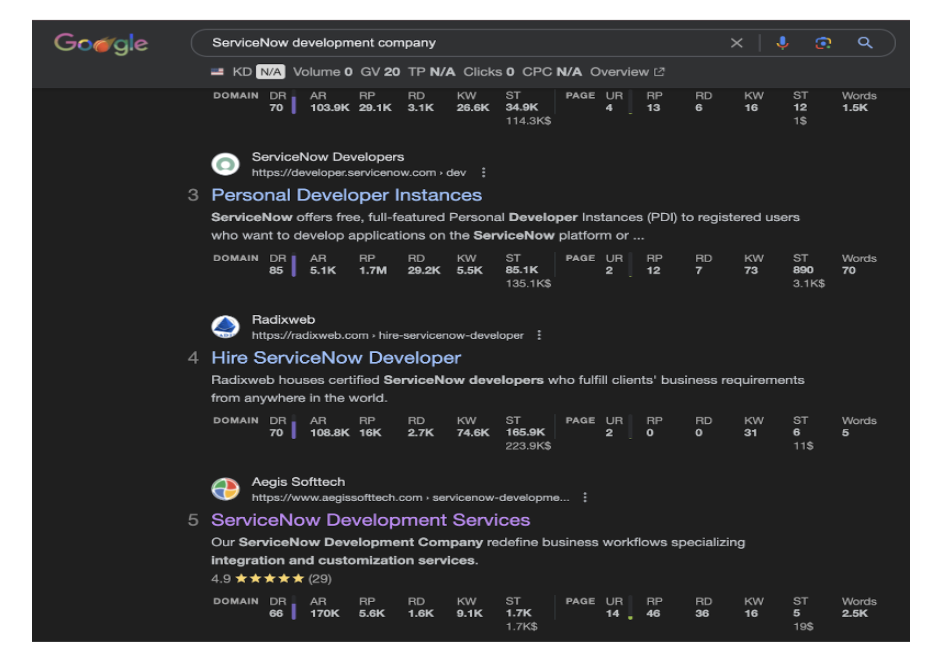 Google
ServiceNow development company
KD N/A Volume 0 GV 20 TP N/A Clicks 0 CPC N/A Overview
DOMAIN DR AR RP RD KW ST PAGE UR RP RD KW ST Words
70 103.9K 29.1K 3.1K 26.6K 34.9K 4 13 6 16 12 1.5K
114.3K$ 1$
ServiceNow Developers
https://developer.servicenow.com › dev
3 Personal Developer Instances
ServiceNow offers free, full-featured Personal Developer Instances (PDI) to registered users
who want to develop applications on the ServiceNow platform or ...
DOMAIN DR AR RP RD KW ST PAGE UR RP RD KW ST Words
85 5.1K 1.7M 29.2K 5.5K 85.1K 2 12 7 73 890 70
135.1K$ 3.1K$
Radixweb
https://radixweb.com › hire-servicenow-developer
4 Hire ServiceNow Developer
Radixweb houses certified ServiceNow developers who fulfill clients' business requirements
from anywhere in the world.
DOMAIN DR AR RP RD KW ST PAGE UR RP RD KW ST Words
70 108.8K 16K 2.7K 74.6K 165.9K 2 0 0 31 6 5
223.9K$ 11$
Aegis Softtech
https://www.aegissofttech.com › servicenow-developme...
5 ServiceNow Development Services
Our ServiceNow Development Company redefine business workflows specializing
integration and customization services.
4.9 ★★★★★ (29)
DOMAIN DR AR RP RD KW ST PAGE UR RP RD KW ST Words
66 170K 5.6K 1.6K 9.1K 1.7K 14 46 36 16 5 2.5K
1.7K$ 19$